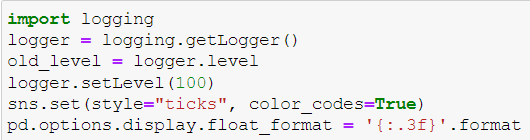 import logging
logger = logging.getLogger()
old_level = logger.level
logger.setLevel(100)
sns.set(style="ticks", color_codes=True)
pd.options.display.float_format = '{:.3f}'.format